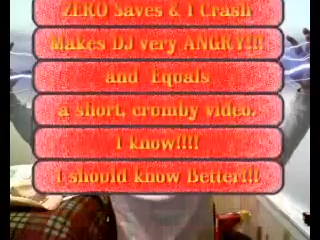 ZERO Saves & 1 Crash
Makes DJ very ANGRY!!!
and Equals
a short, cromby video.
I know!!!!
I should know Better!!!